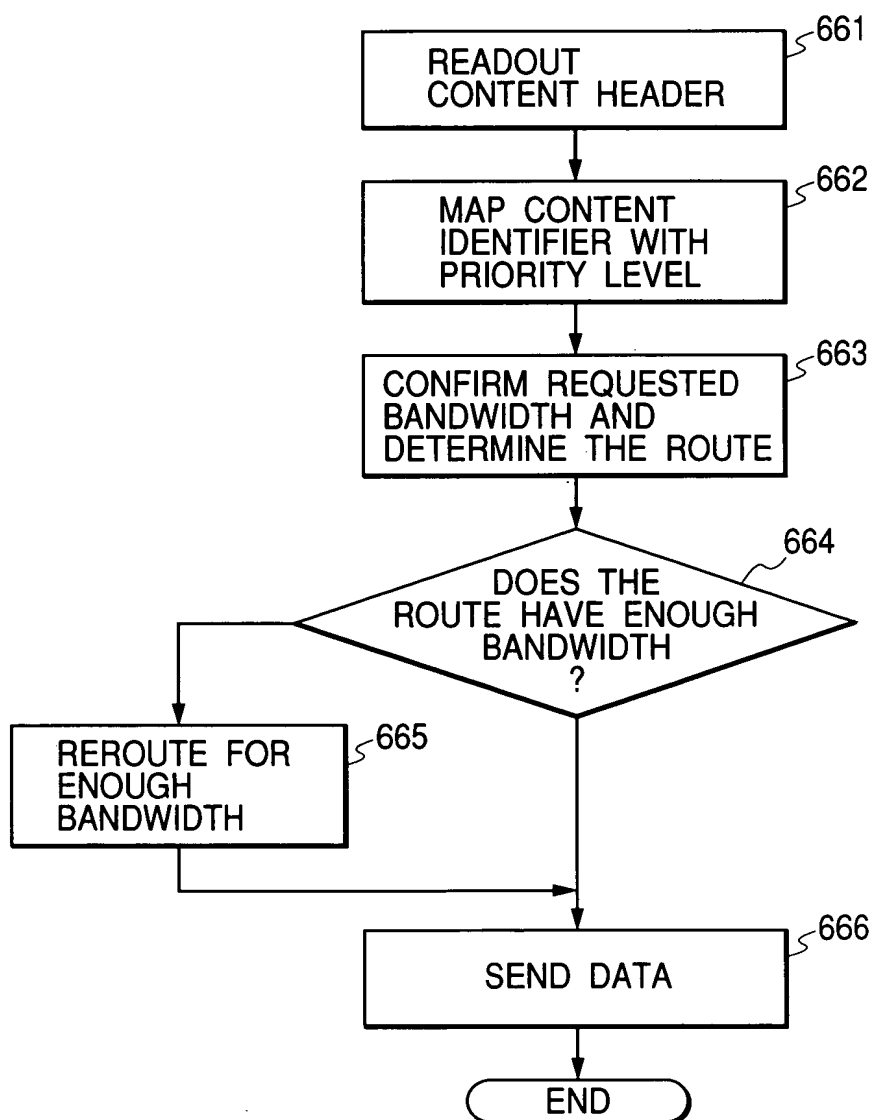 661
READOUT
CONTENT HEADER
662
MAP CONTENT
IDENTIFIER WITH
PRIORITY LEVEL
663
CONFIRM REQUESTED
BANDWIDTH AND
DETERMINE THE ROUTE
664
DOES THE
ROUTE HAVE ENOUGH
BANDWIDTH
?
665
REROUTE FOR
ENOUGH
BANDWIDTH
666
SEND DATA
END